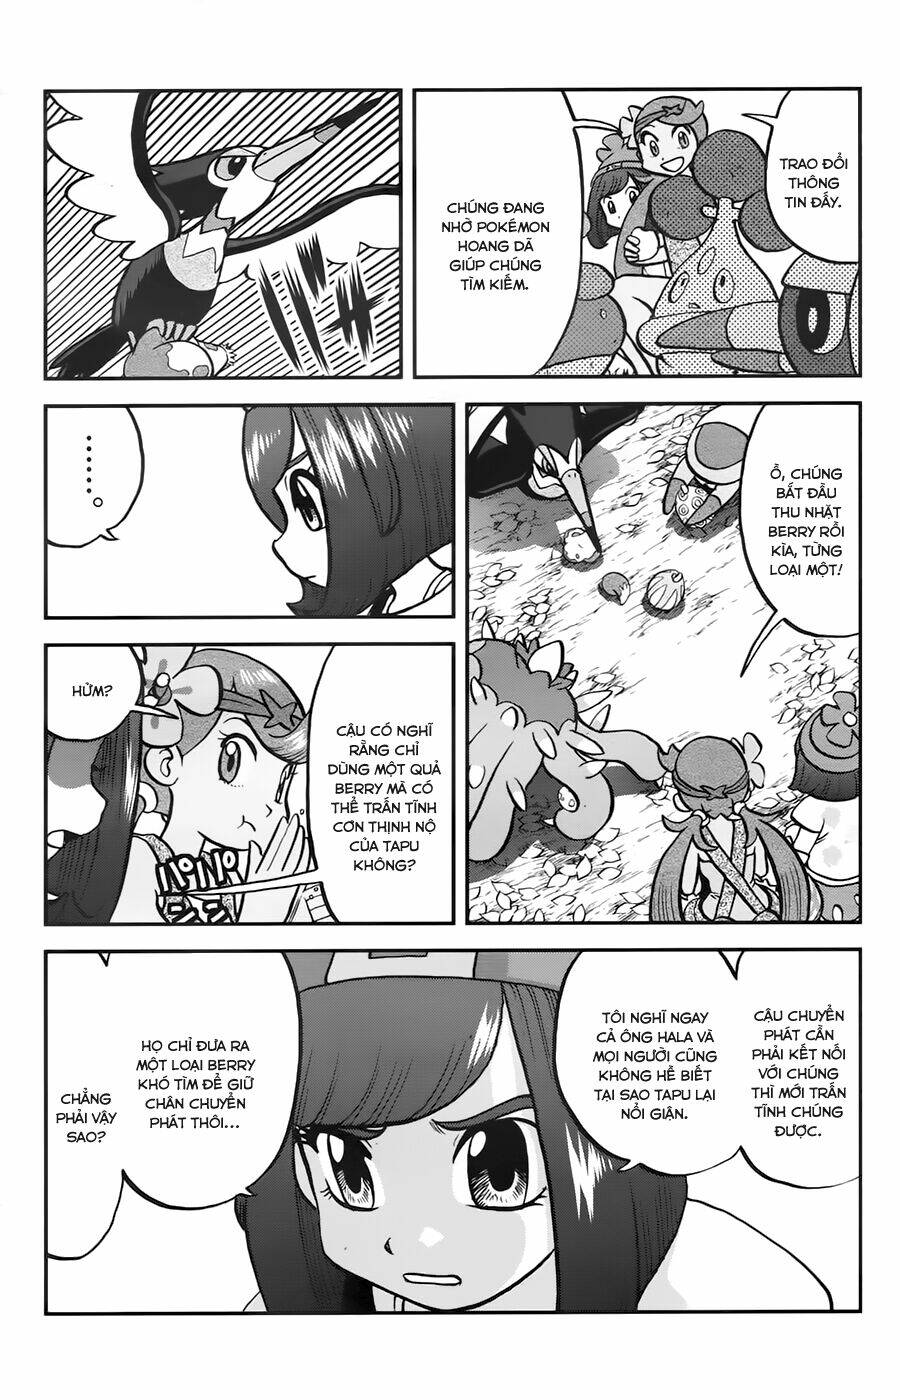 TRAO ĐỔI
THÔNG
TIN ĐẤY.
CHÚNG ĐANG
NHỜ POKÉMON
HOANG DÃ
GIÚP CHÚNG
TÌM KIẾM.
Ồ, CHÚNG
BẮT ĐẦU
THU NHẶT
BERRY RỒI
KÌA, TỪNG
LOẠI MỘT!
CẬU CÓ NGHĨ
RẰNG CHỈ
DÙNG MỘT QUẢ
BERRY MÀ CÓ
THỂ TRẤN TĨNH
CƠN THỊNH NỘ
CỦA TAPU
KHÔNG?
HỬM?
CẬU CHUYỂN
PHÁT CẦN
PHẢI KẾT NỐI
VỚI CHÚNG
THÌ MỚI TRẤN
TĨNH CHÚNG
ĐƯỢC.
TÔI NGHĨ NGAY
CẢ ÔNG HALA VÀ
MỌI NGƯỜI CŨNG
KHÔNG HỀ BIẾT
TẠI SAO TAPU LẠI
NỔI GIẬN.
HỌ CHỈ ĐƯA RA
MỘT LOẠI BERRY
KHÓ TÌM ĐỂ GIỮ
CHÂN CHUYỂN
PHÁT THÔI...
CHẲNG
PHẢI VẬY
SAO?